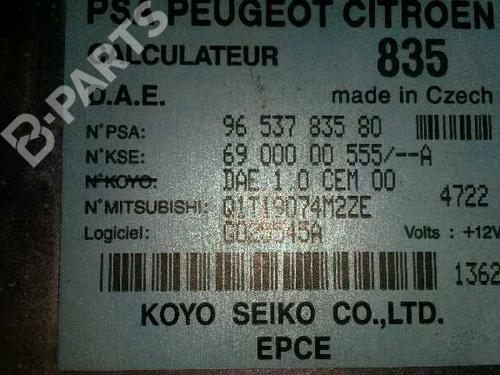 PSA PEUGEOT CITROEN
CALCULATEUR 835
D.A.E. made in Czech
N°PSA: 96 537 835 80
N°KSE: 69 000 00 555/--A
N°KOYO: DAE 1.0 CEM 00
N°MITSUBISHI: Q1T19074M2ZE 4722
Logiciel: Volts : +12V
1362
KOYO SEIKO CO.,LTD.
EPCE
B-PARTS